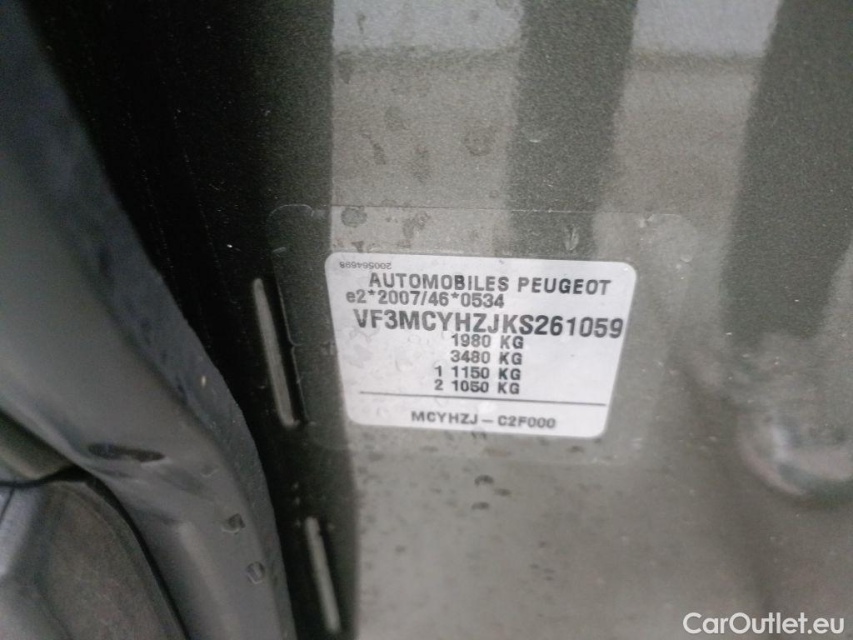 200564698
AUTOMOBILES PEUGEOT
e2*2007/46*0534
VF3MCYHZJKS261059
1980 KG
3480 KG
1 1150 KG
2 1050 KG
MCYHZJ - C2F000
CarOutlet.eu